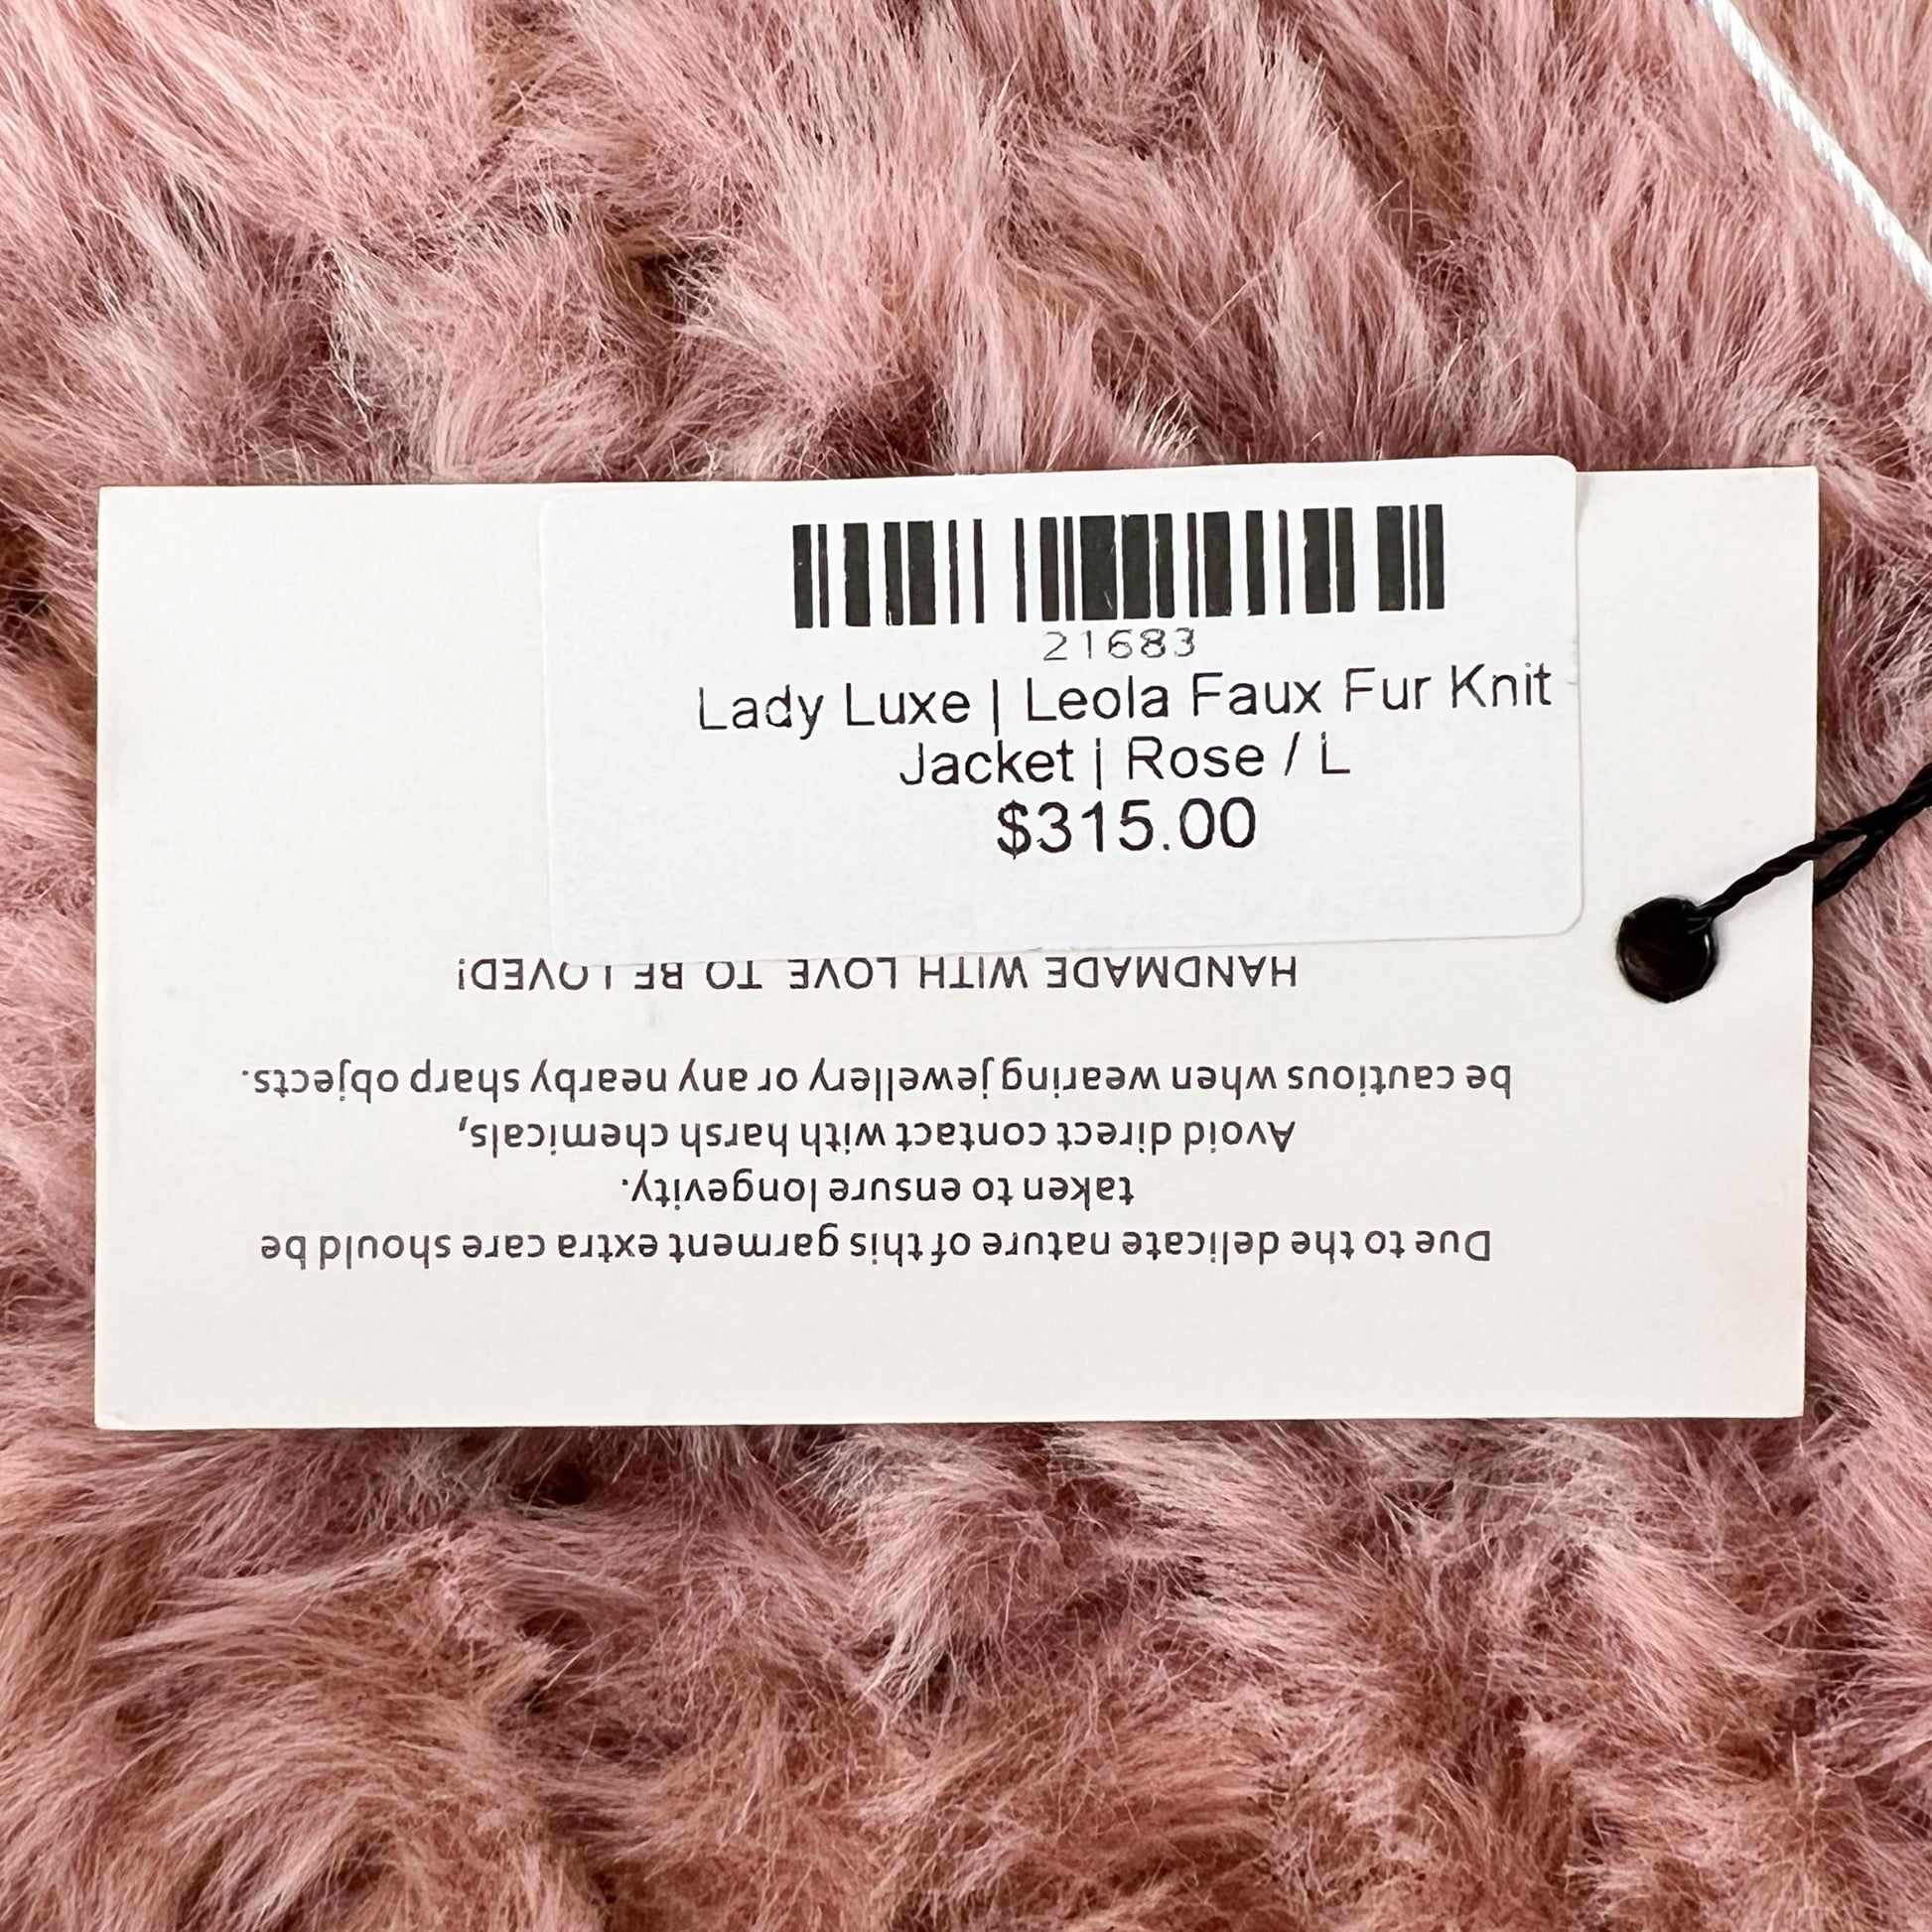 21683
Lady Luxe | Leola Faux Fur Knit
Jacket | Rose / L
$315.00
Due to the delicate nature of this garment extra care should be
taken to ensure longevity.
Avoid direct contact with harsh chemicals,
be cautious when wearing jewellery or any nearby sharp objects.
HANDMADE WITH LOVE TO BE LOVED!